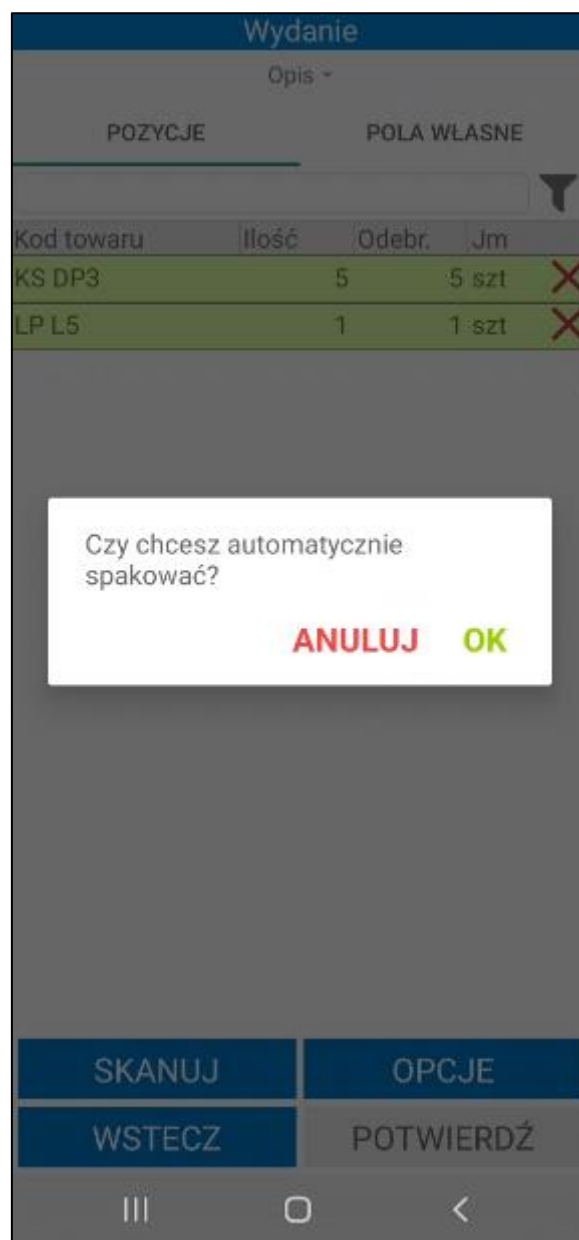 Wydanie
Opis
POZYCJE POLA WŁASNE
Kod towaru Ilość Odebr. Jm
KS DP3 5 5 szt
LP L5 1 1 szt
Czy chcesz automatycznie
spakować?
ANULUJ OK
SKANUJ OPCJE
WSTECZ POTWIERDŹ